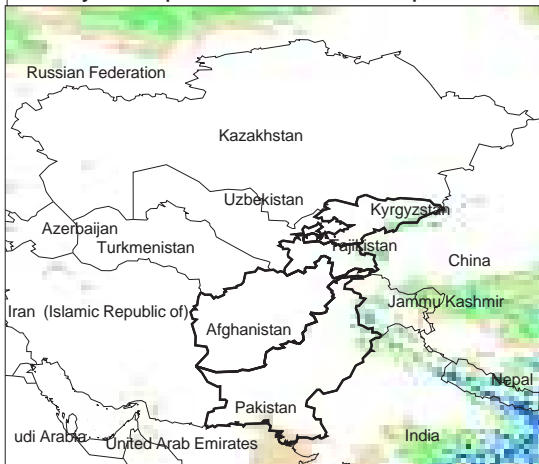 Russian Federation
Kazakhstan
Uzbekistan
Kyrgyzstan
Azerbaijan
Turkmenistan
Tajikistan
China
Iran (Islamic Republic of)
Jammu Kashmir
Afghanistan
Nepal
Pakistan
udi Arabia
United Arab Emirates
India